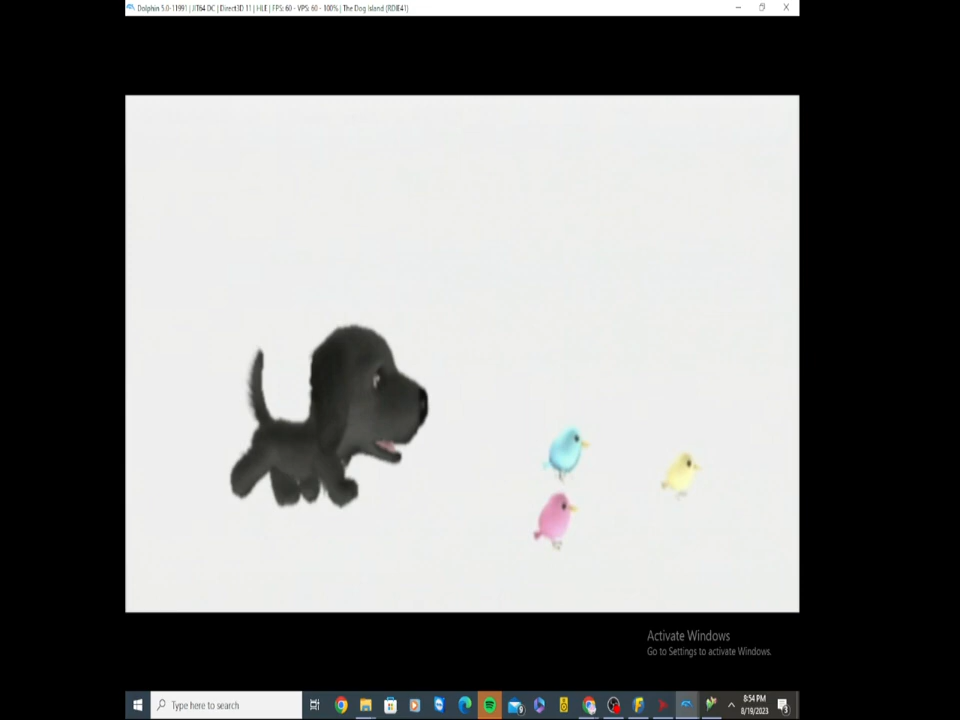 Dolphin 5.0-11991 | JIT64 DC | Direct3D 11 | HLE | FPS: 60 - VPS: 60 - 100% | The Dog Island (RDIE41)
Activate Windows
Go to Settings to activate Windows.
Type here to search
8:54 PM
8/19/2023